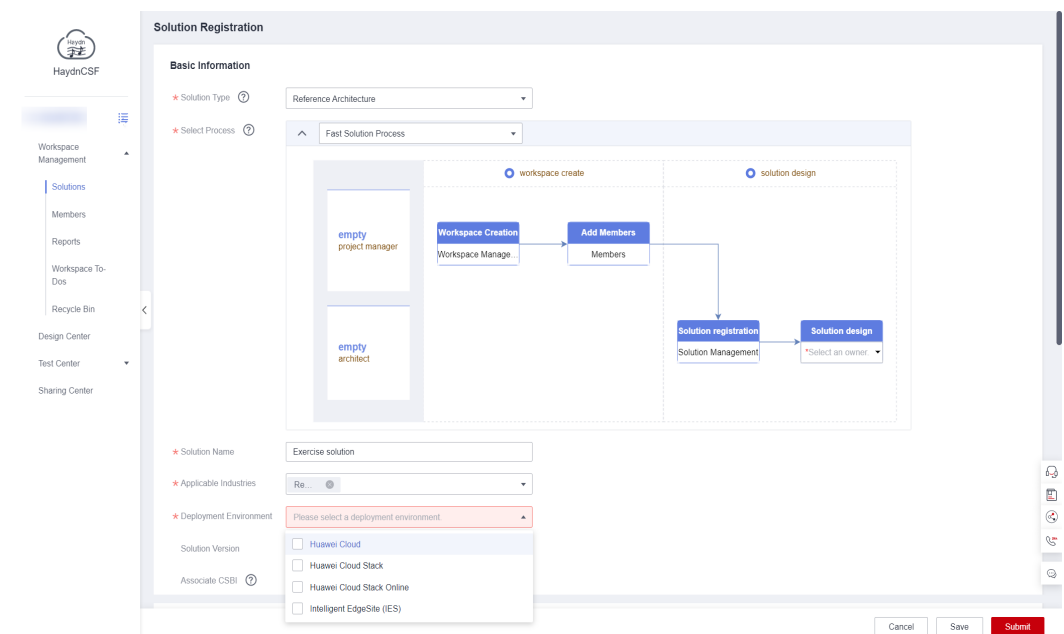 Solution Registration
Haydn
HaydnCSF
Workspace
Management
Solutions
Members
Reports
Workspace To-
Dos
Recycle Bin
Design Center
Test Center
Sharing Center
Basic Information
* Solution Type ?
Reference Architecture
* Select Process ?
Fast Solution Process
workspace create
solution design
empty
project manager
Workspace Creation
Workspace Manage...
Add Members
Members
empty
architect
Solution registration
Solution Management
Solution design
*Select an owner.
* Solution Name
Exercise solution
* Applicable Industries
Re...
* Deployment Environment
Please select a deployment environment.
Solution Version
Associate CSBI ?
Huawei Cloud
Huawei Cloud Stack
Huawei Cloud Stack Online
Intelligent EdgeSite (IES)
Cancel
Save
Submit